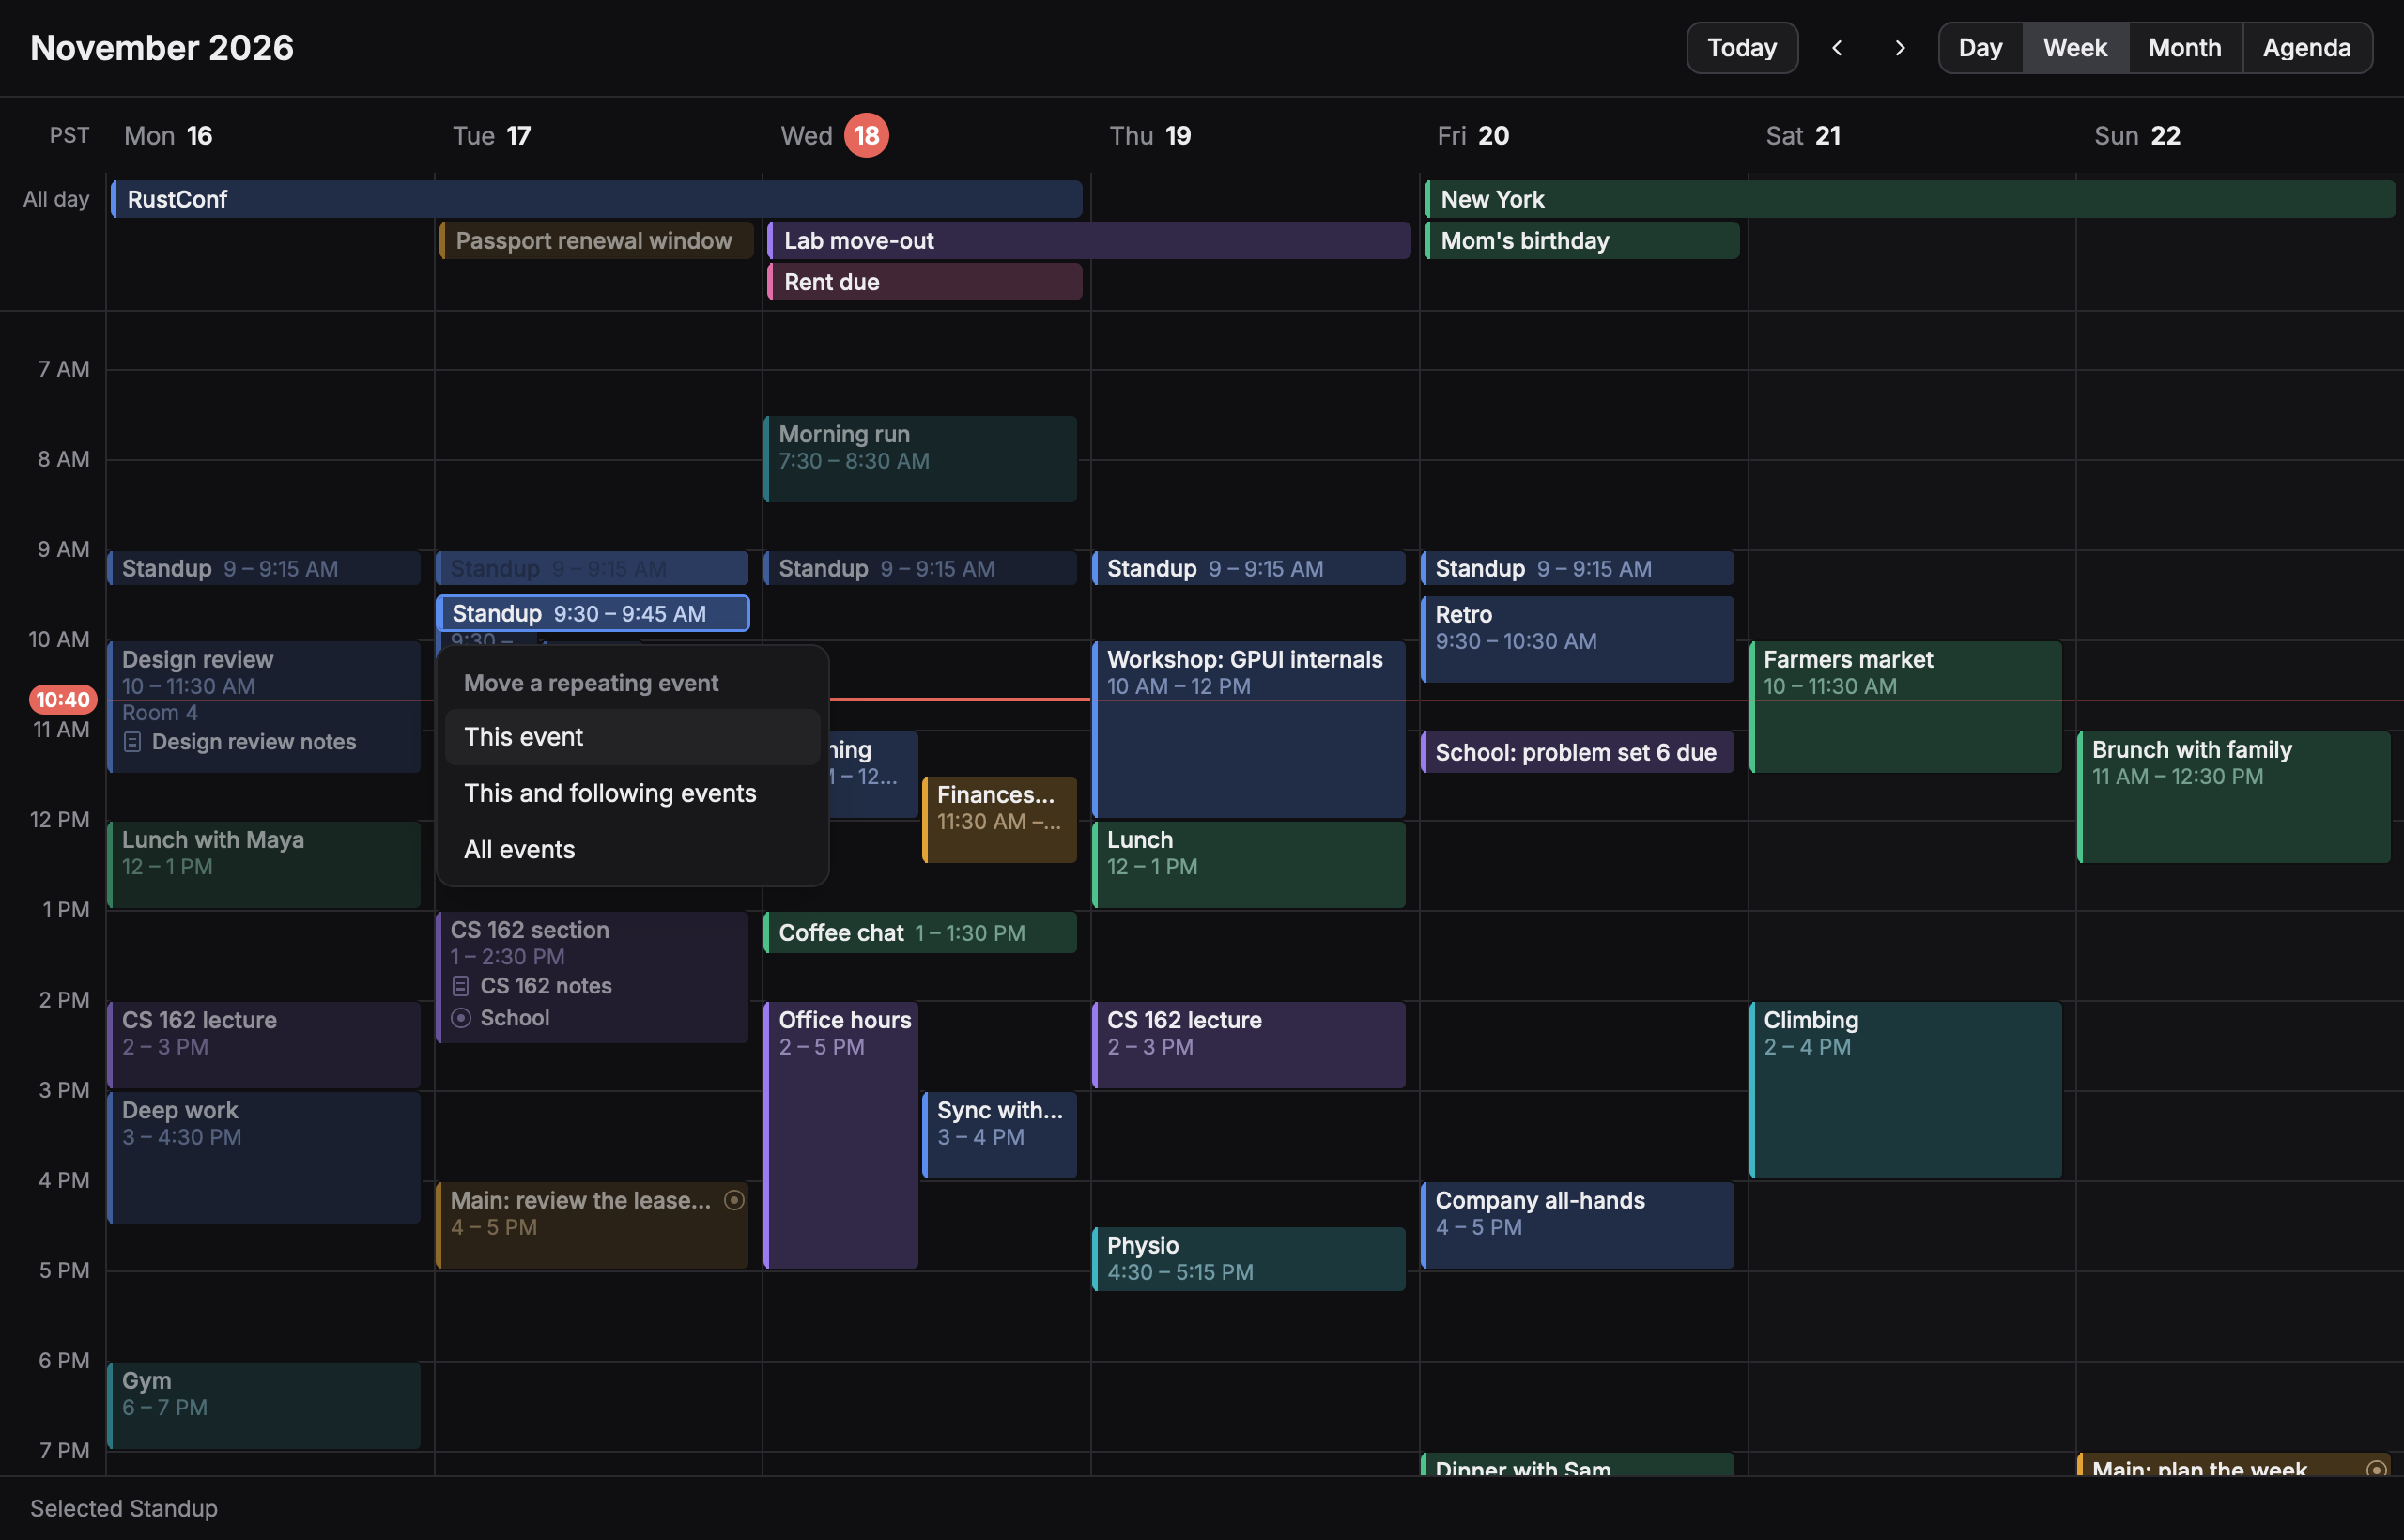 November 2026
Today
Day
Week
Month
Agenda
PST
Mon 16
Tue 17
Wed 18
Thu 19
Fri 20
Sat 21
Sun 22
All day
RustConf
New York
Passport renewal window
Lab move-out
Mom's birthday
Rent due
7 AM
8 AM
9 AM
10 AM
10:40
11 AM
12 PM
1 PM
2 PM
3 PM
4 PM
5 PM
6 PM
7 PM
Standup 9 – 9:15 AM
Design review
10 – 11:30 AM
Room 4
Design review notes
Lunch with Maya
12 – 1 PM
CS 162 lecture
2 – 3 PM
Deep work
3 – 4:30 PM
Gym
6 – 7 PM
Standup 9 – 9:15 AM
Standup 9:30 – 9:45 AM
9:30 –
Move a repeating event
This event
This and following events
All events
CS 162 section
1 – 2:30 PM
CS 162 notes
School
Main: review the lease...
4 – 5 PM
Morning run
7:30 – 8:30 AM
Standup 9 – 9:15 AM
– 12...
Finances...
11:30 AM –...
Coffee chat 1 – 1:30 PM
Office hours
2 – 5 PM
Sync with...
3 – 4 PM
Standup 9 – 9:15 AM
Workshop: GPUI internals
10 AM – 12 PM
Lunch
12 – 1 PM
CS 162 lecture
2 – 3 PM
Physio
4:30 – 5:15 PM
Standup 9 – 9:15 AM
Retro
9:30 – 10:30 AM
School: problem set 6 due
Company all-hands
4 – 5 PM
Dinner with Sam
Farmers market
10 – 11:30 AM
Climbing
2 – 4 PM
Brunch with family
11 AM – 12:30 PM
Main: plan the week
Selected Standup